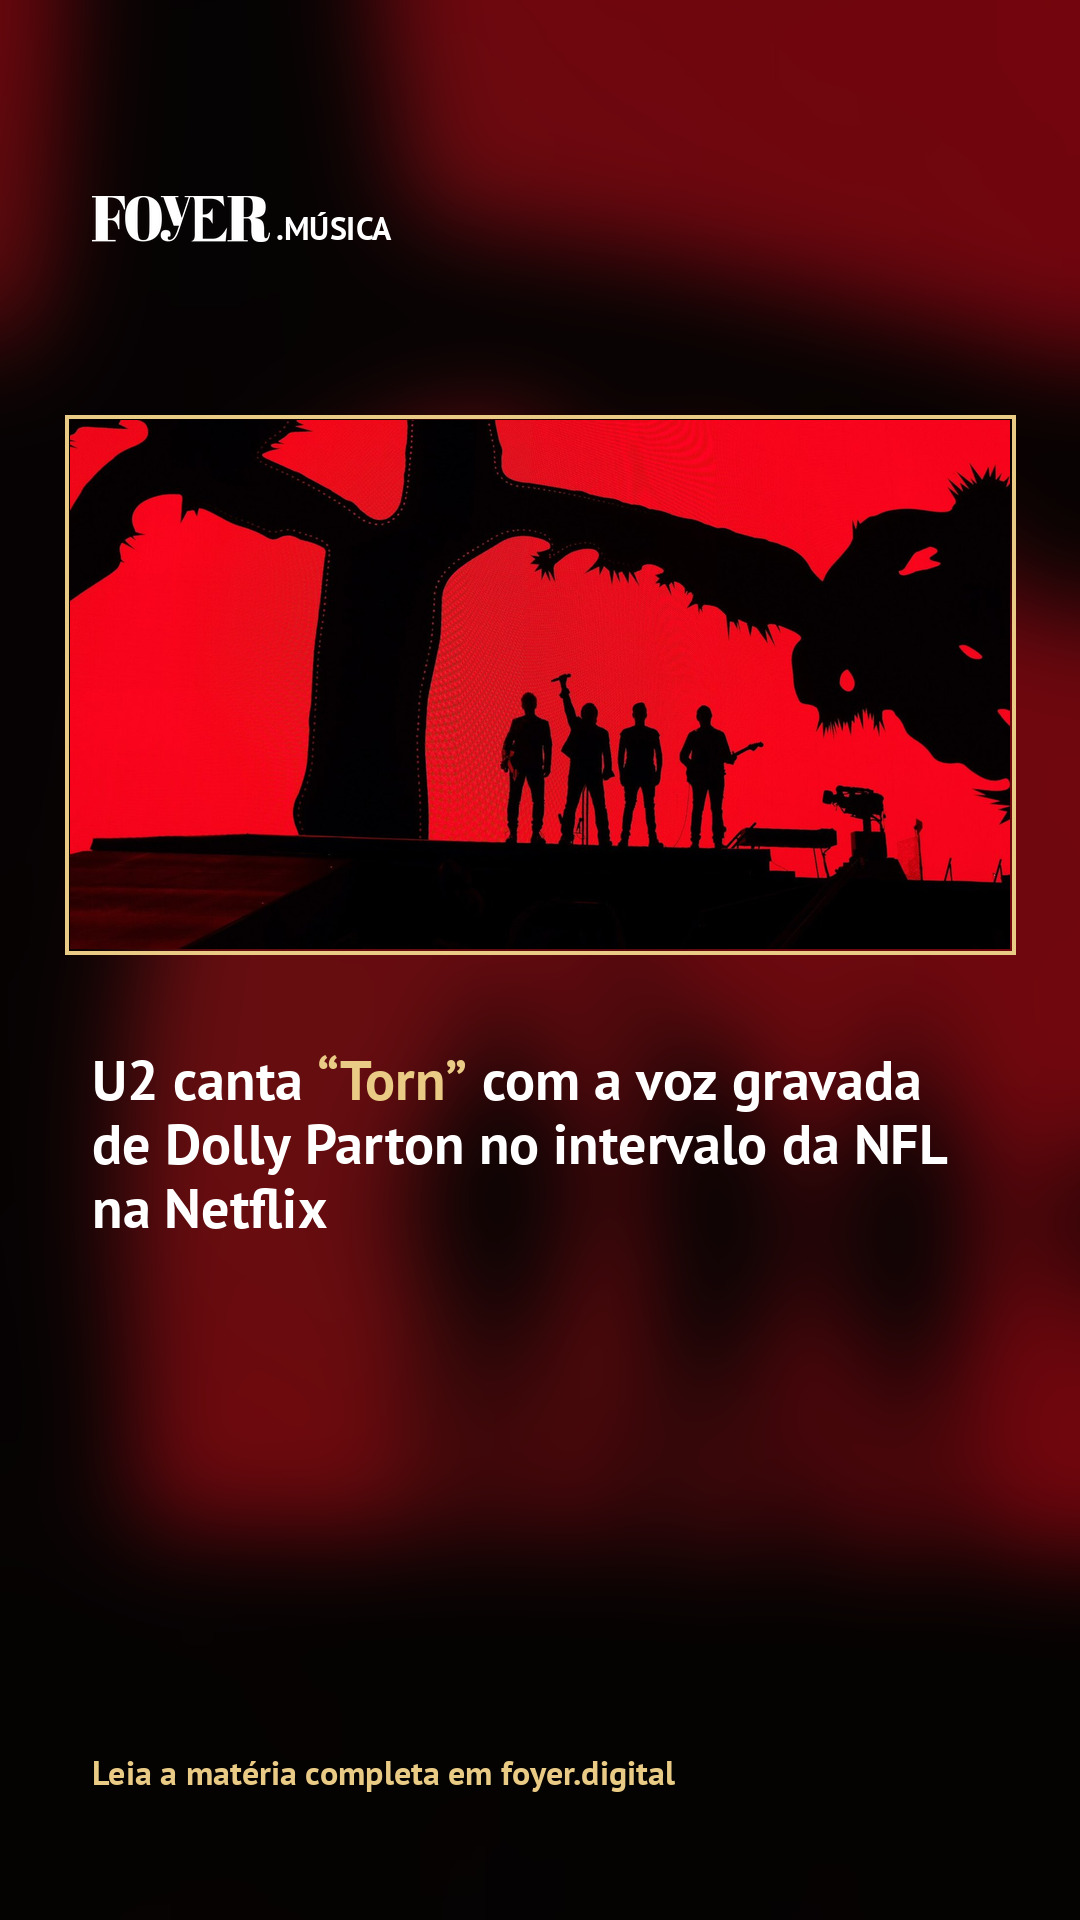 FOYER.MÚSICA
U2 canta “Torn” com a voz gravada
de Dolly Parton no intervalo da NFL
na Netflix
Leia a matéria completa em foyer.digital